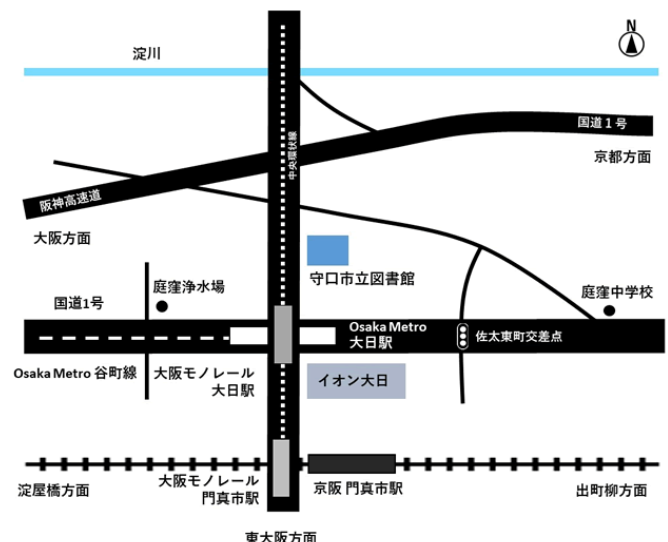 淀川
N
国道1号
中央環状線
京都方面
阪神高速道
大阪方面
守口市立図書館
庭窪浄水場
庭窪中学校
国道1号
Osaka Metro
大日駅
佐太東町交差点
Osaka Metro 谷町線
大阪モノレール
大日駅
イオン大日
淀屋橋方面
大阪モノレール
門真市駅
京阪 門真市駅
出町柳方面
東大阪方面